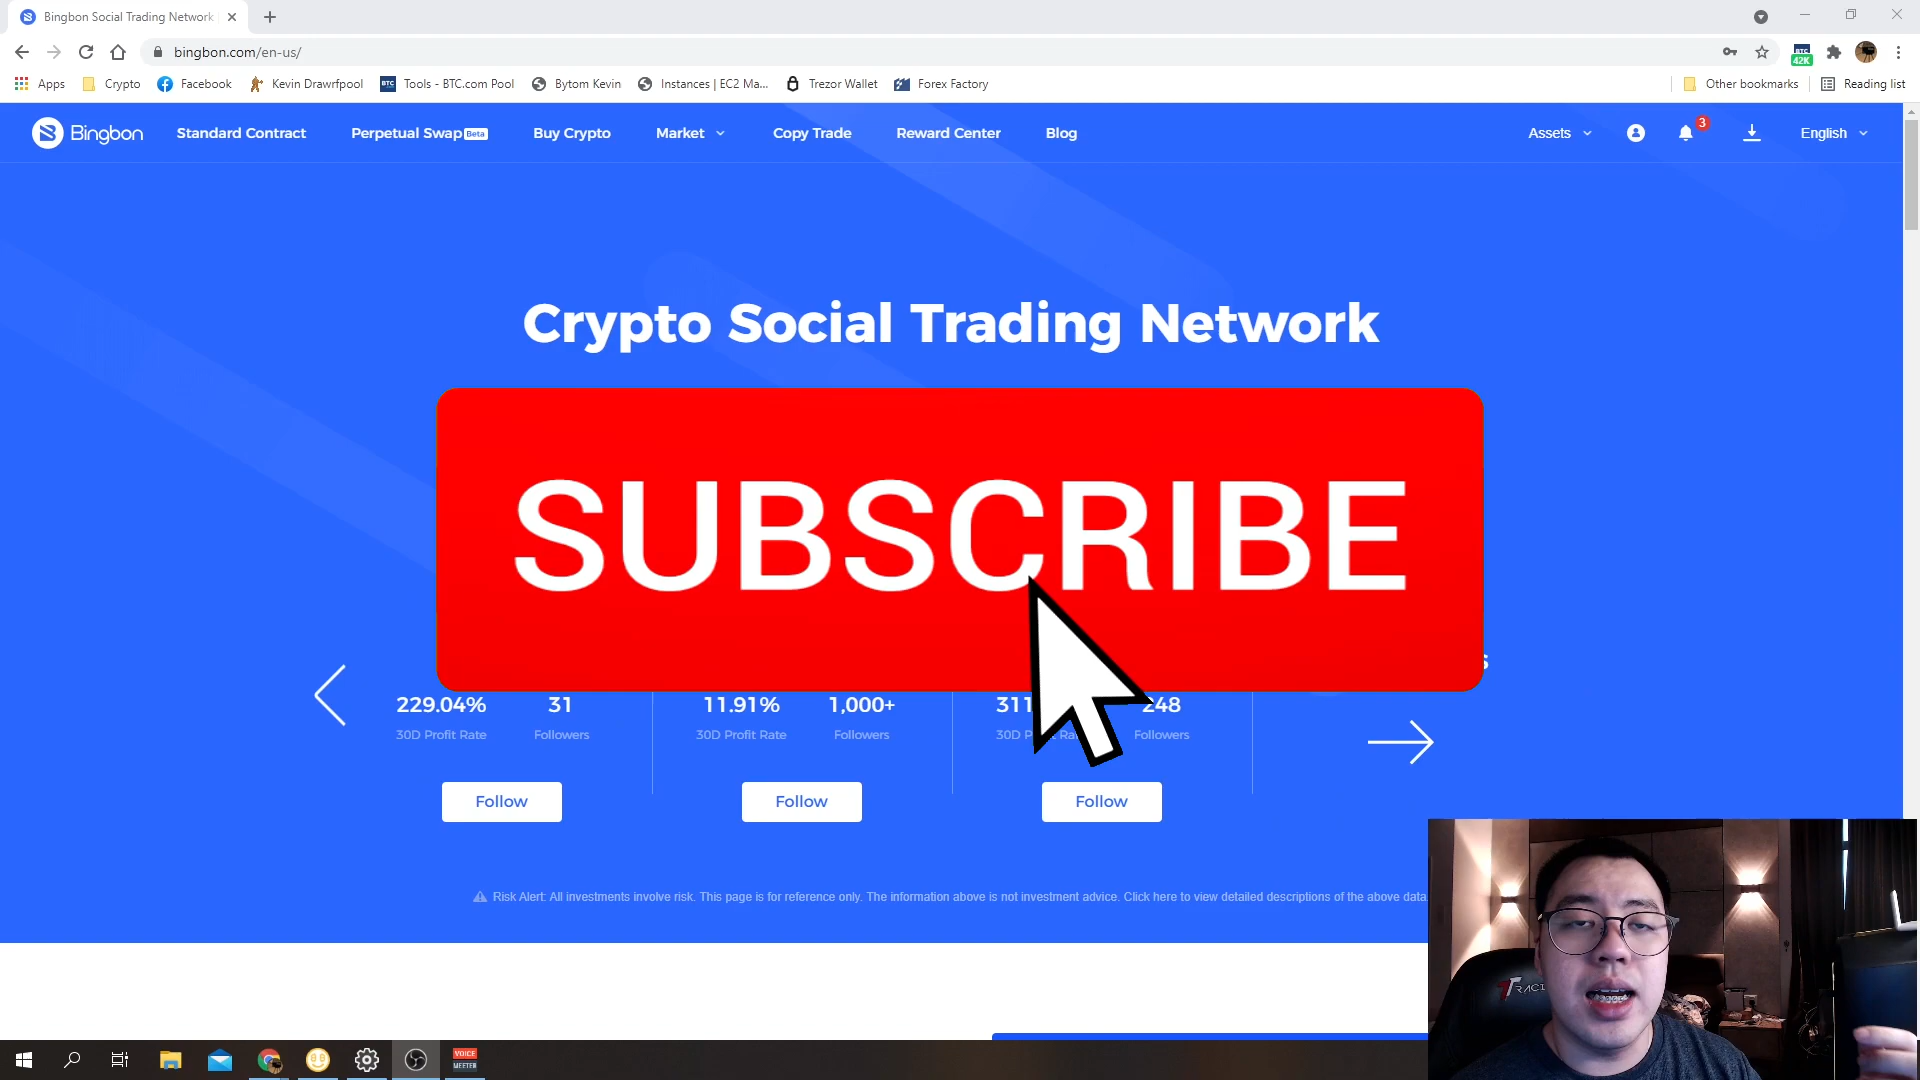 Bingbon Social Trading Network
bingbon.com/en-us/
42K
Apps
Crypto
Facebook
Kevin Drawrfpool
Tools - BTC.com Pool
Bytom Kevin
Instances | EC2 Ma...
Trezor Wallet
Forex Factory
Other bookmarks
Reading list
Bingbon
Standard Contract
Perpetual Swap Beta
Buy Crypto
Market
Copy Trade
Reward Center
Blog
Assets
3
English
Crypto Social Trading Network
SUBSCRIBE
229.04%
31
11.91%
1,000+
311
248
30D Profit Rate
Followers
30D Profit Rate
Followers
30D P
Followers
Follow
Follow
Follow
Risk Alert: All investments involve risk. This page is for reference only. The information above is not investment advice. Click here to view detailed descriptions of the above data
VOICE
MEETER